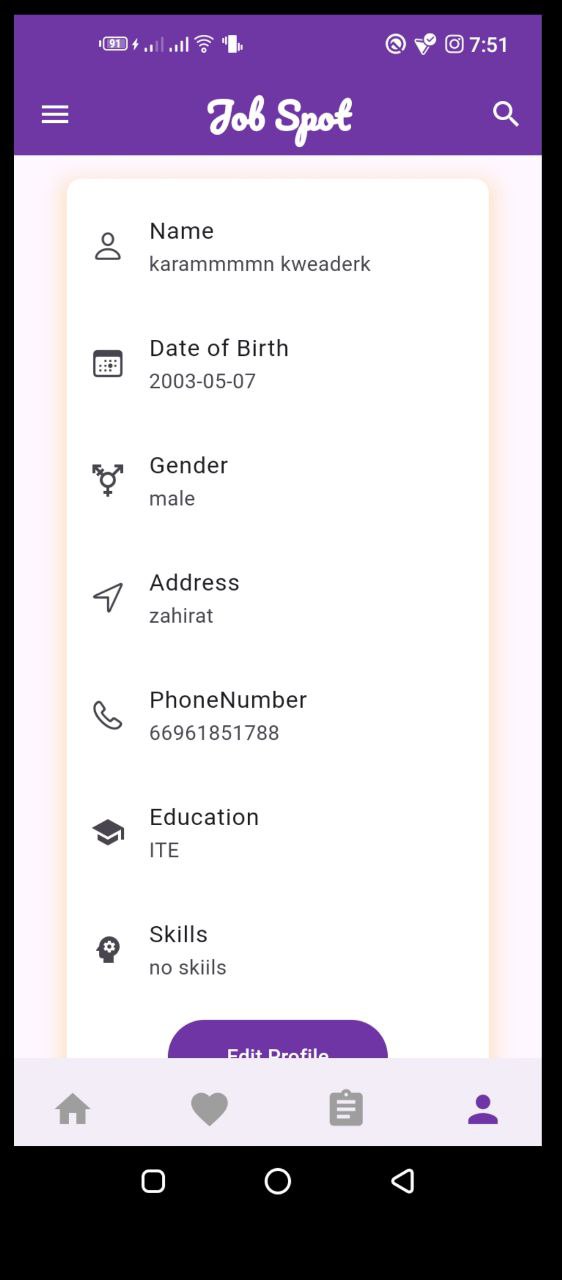 91 7:51
Job Spot
Name
karammmmn kweaderk
Date of Birth
2003-05-07
Gender
male
Address
zahirat
PhoneNumber
66961851788
Education
ITE
Skills
no skiils
Edit Profile